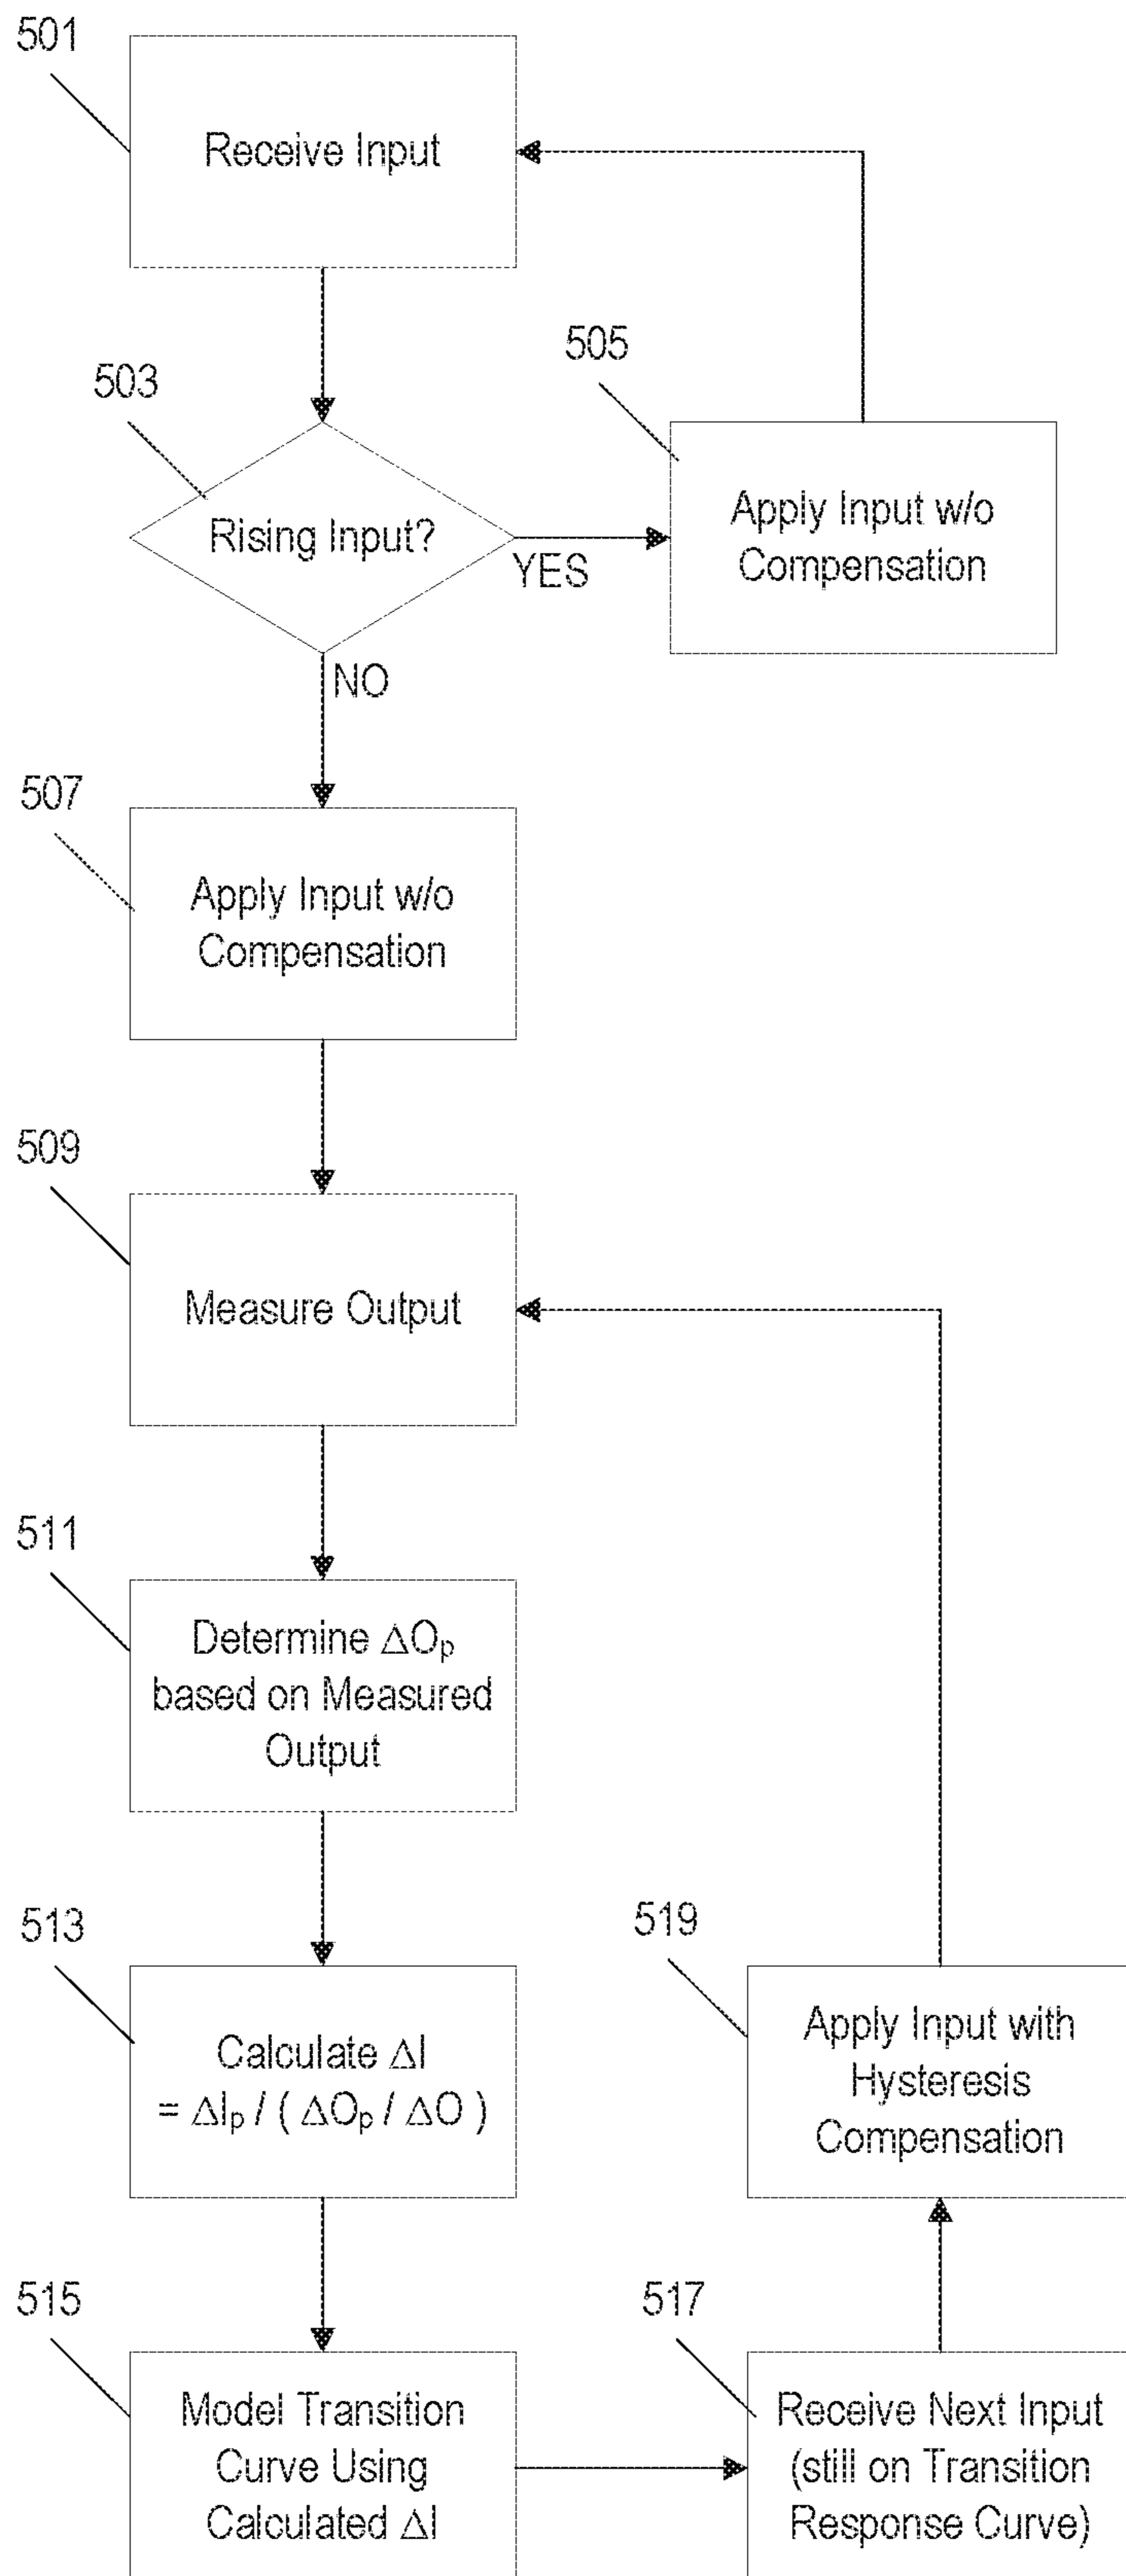 501
Receive Input
505
503
Apply Input w/o
Compensation
Rising Input?
YES
NO
507
Apply Input w/o
Compensation
509
Measure Output
511
Determine ΔOp
based on Measured
Output
513
Calculate ΔI
= ΔIp / ( ΔOp / ΔO )
519
Apply Input with
Hysteresis
Compensation
515
Model Transition
Curve Using
Calculated ΔI
517
Receive Next Input
(still on Transition
Response Curve)